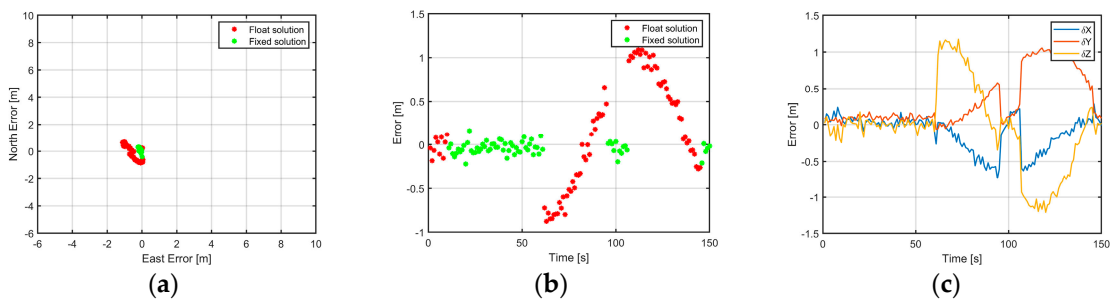 10
8
6
4
2
0
-2
-4
-6
North Error [m]
-6 -4 -2 0 2 4 6 8 10
East Error [m]
Float solution
Fixed solution
(a)
1.5
1
0.5
0
-0.5
-1
Error [m]
0 50 100 150
Time [s]
Float solution
Fixed solution
(b)
1.5
1
0.5
0
-0.5
-1
-1.5
Error [m]
0 50 100 150
Time [s]
δX
δY
δZ
(c)